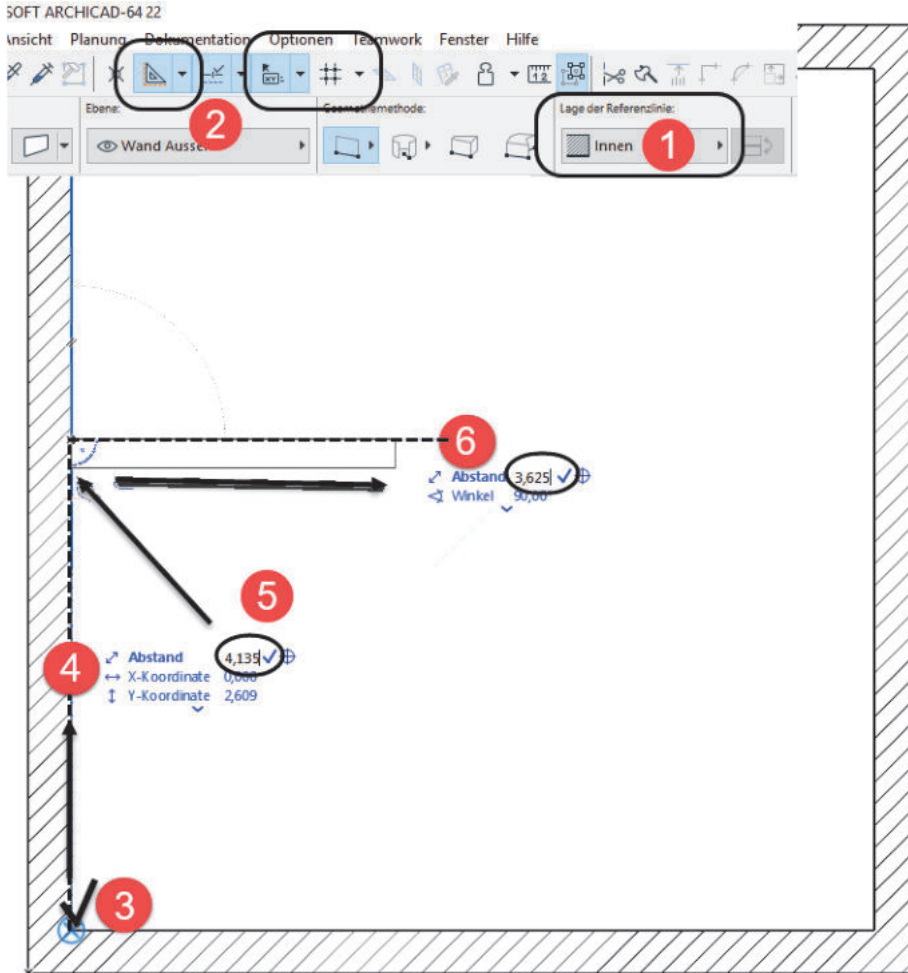 SOFT ARCHICAD-64 22
Ansicht Planung Dokumentation Optionen Teamwork Fenster Hilfe
Ebene: Geometriemethode: Lage der Referenzlinie:
2
Wand Aussen
Innen
1
6
Abstand 3,625
Winkel 90,00°
5
4
Abstand 4,135
X-Koordinate 0,000
Y-Koordinate 2,609
3